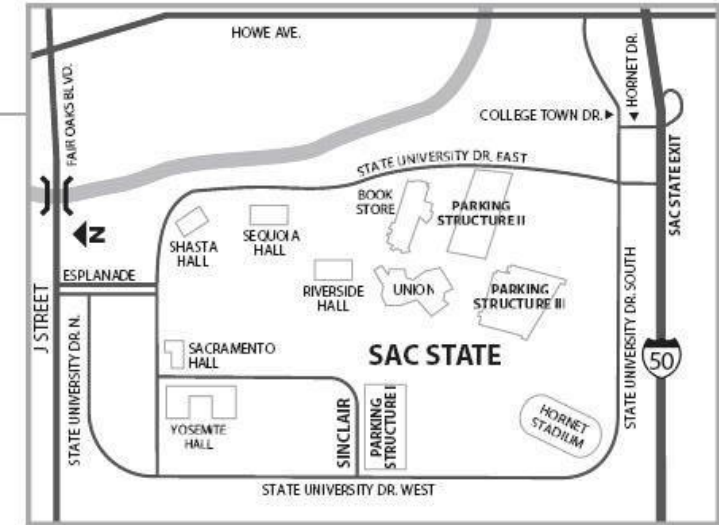 HOWE AVE.
FAIR OAKS BLVD.
COLLEGE TOWN DR.
HORNET DR.
STATE UNIVERSITY DR. EAST
SAC STATE EXIT
BOOK
STORE
PARKING
STRUCTURE II
N
SHASTA
HALL
SEQUOIA
HALL
ESPLANADE
RIVERSIDE
HALL
UNION
PARKING
STRUCTURE III
J STREET
STATE UNIVERSITY DR. N.
SACRAMENTO
HALL
SAC STATE
STATE UNIVERSITY DR. SOUTH
50
YOSEMITE
HALL
SINCLAIR
PARKING
STRUCTURE I
HORNET
STADIUM
STATE UNIVERSITY DR. WEST